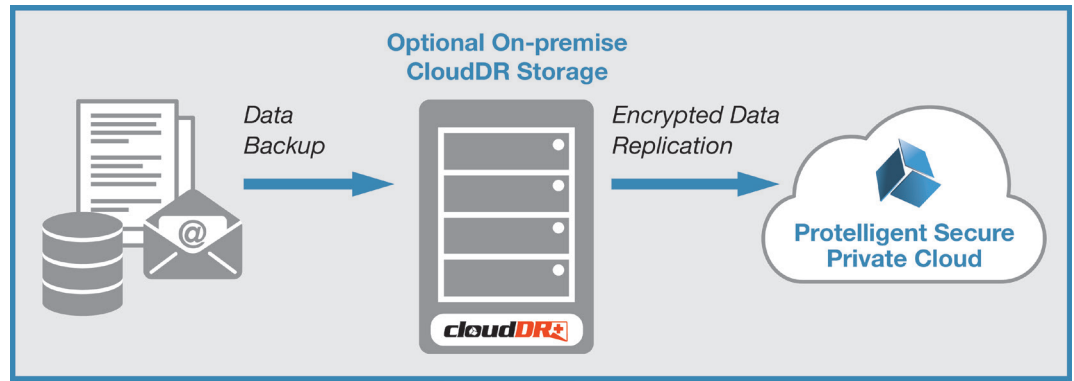 Optional On-premise
CloudDR Storage
Data
Backup
Encrypted Data
Replication
@
cloudDR
Protelligent Secure
Private Cloud